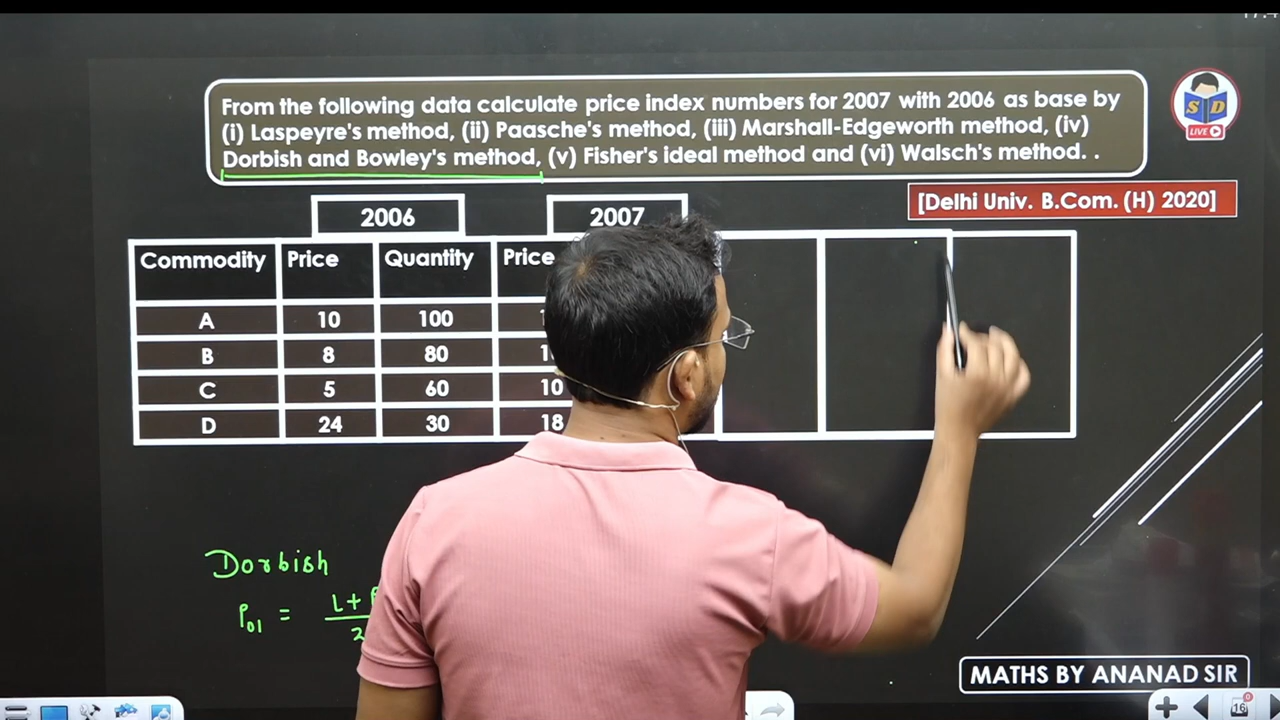 From the following data calculate price index numbers for 2007 with 2006 as base by
(i) Laspeyre's method, (ii) Paasche's method, (iii) Marshall-Edgeworth method, (iv)
Dorbish and Bowley's method, (v) Fisher's ideal method and (vi) Walsch's method. .
S D
LIVE
[Delhi Univ. B.Com. (H) 2020]
2006 2007
Commodity Price Quantity Price
A 10 100
B 8 80
C 5 60 10
D 24 30 18
Dorbish
P01 = L+
2
MATHS BY ANANAD SIR
16